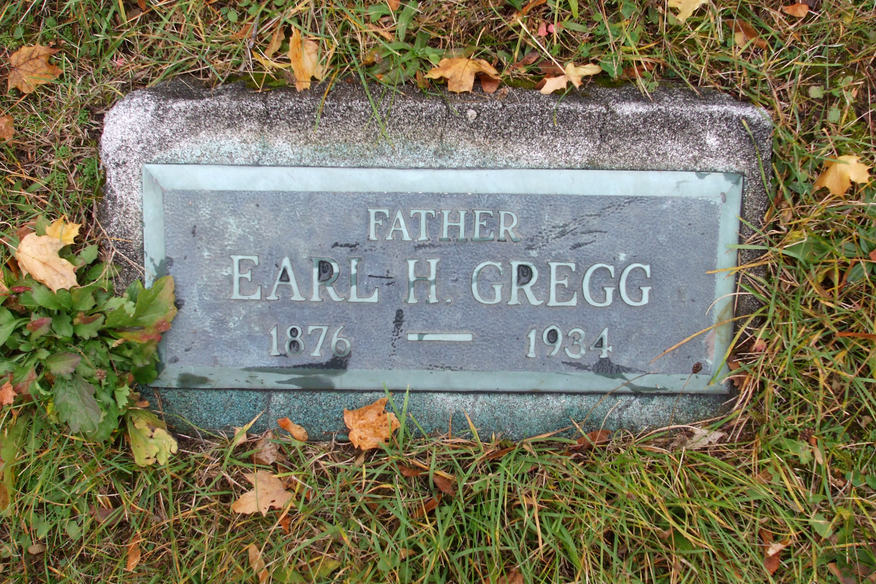 FATHER
EARL H. GREGG
1876 — 1934